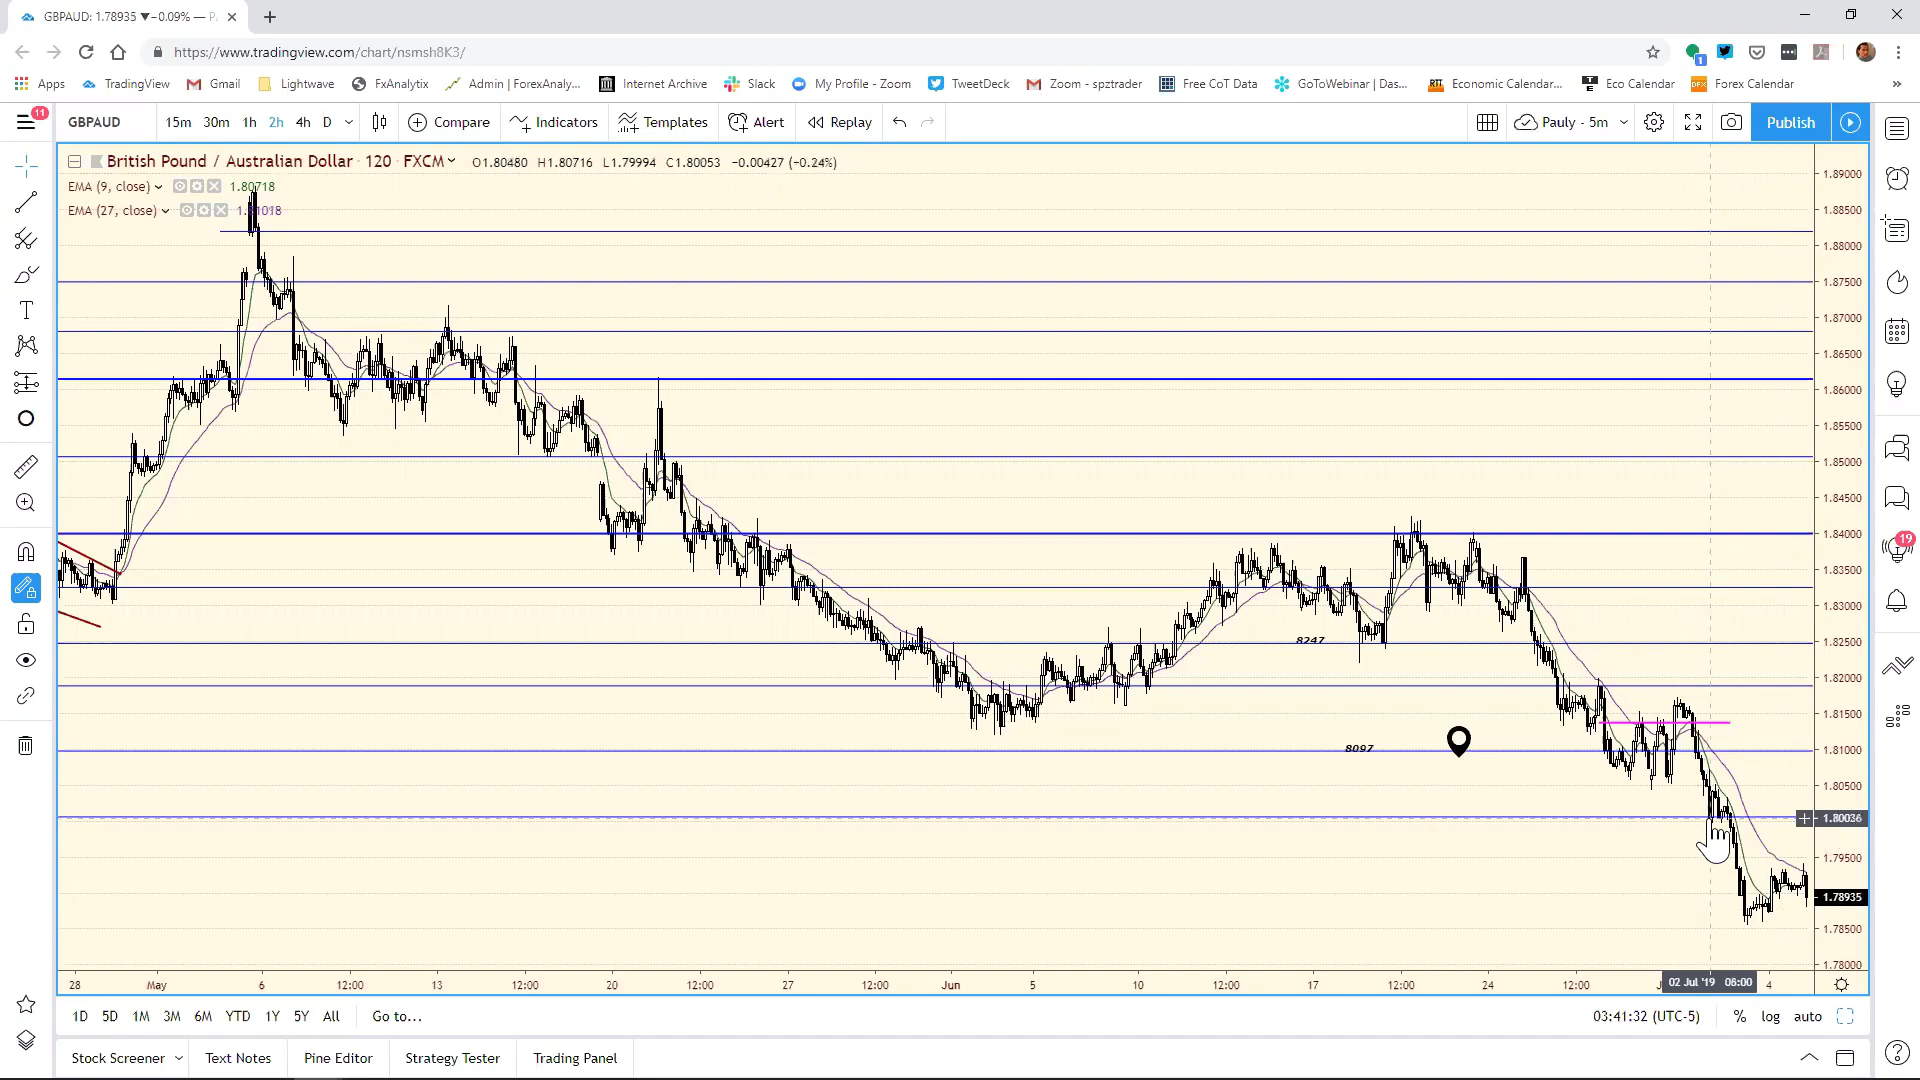 GBPAUD: 1.78935 ▼−0.09% — P
https://www.tradingview.com/chart/nsmsh8K3/
Apps TradingView Gmail Lightwave FxAnalytix Admin | ForexAnaly... Internet Archive Slack My Profile - Zoom TweetDeck Zoom - spztrader Free CoT Data GoToWebinar | Das... Economic Calendar... Eco Calendar Forex Calendar »
11
GBPAUD 15m 30m 1h 2h 4h D Compare Indicators Templates Alert Replay Pauly - 5m Publish
British Pound / Australian Dollar · 120 · FXCM O1.80480 H1.80716 L1.79994 C1.80053 −0.00427 (−0.24%)
EMA (9, close) 1.80718
EMA (27, close) 1.81018
1.89000
1.88500
1.88000
1.87500
1.87000
1.86500
1.86000
1.85500
1.85000
1.84500
1.84000
19
1.83500
1.83000
8247
1.82500
1.82000
1.81500
8097
1.81000
1.80500
1.80036
1.79500
1.78935
1.78500
1.78000
28 May 6 12:00 13 12:00 20 12:00 27 12:00 Jun 5 10 12:00 17 12:00 24 12:00 02 Jul '19 06:00 4
1D 5D 1M 3M 6M YTD 1Y 5Y All Go to... 03:41:32 (UTC-5) % log auto
Stock Screener Text Notes Pine Editor Strategy Tester Trading Panel